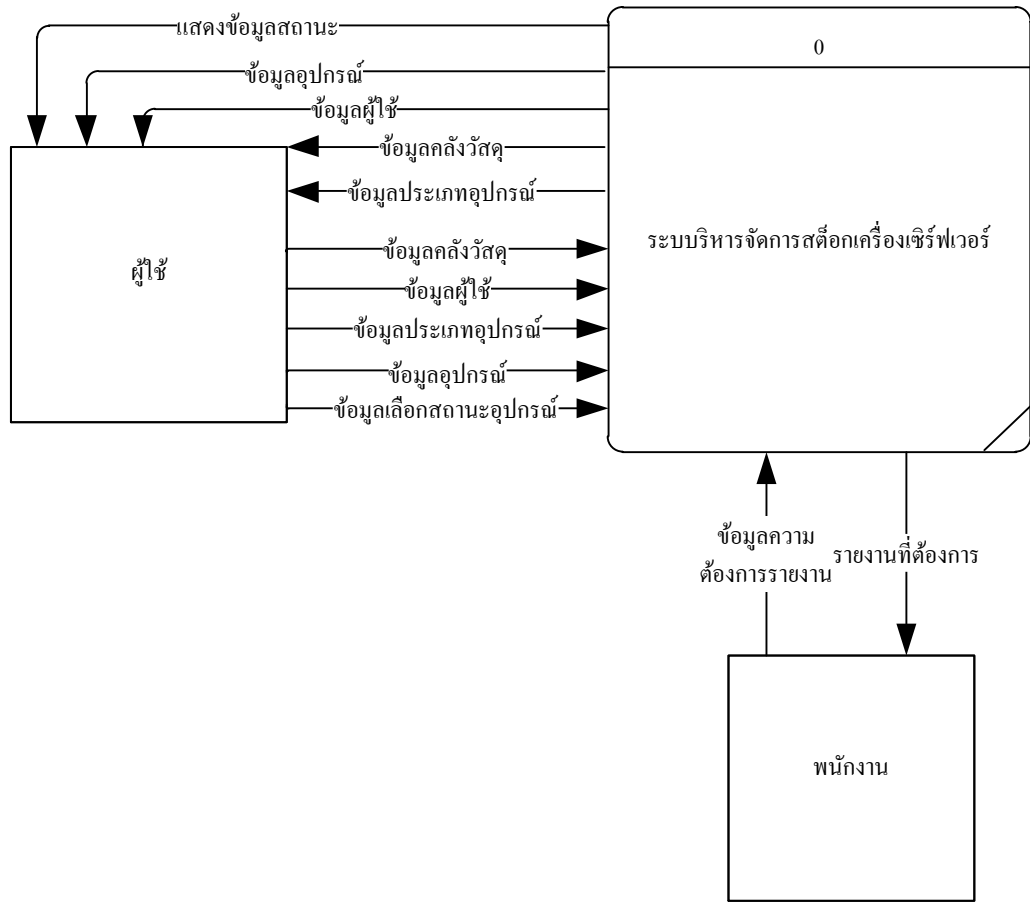 แสดงข้อมูลสถานะ
0
ข้อมูลอุปกรณ์
ข้อมูลผู้ใช้
ข้อมูลคลังวัสดุ
ข้อมูลประเภทอุปกรณ์
ระบบบริหารจัดการสต็อกเครื่องเซิร์ฟเวอร์
ผู้ใช้
ข้อมูลคลังวัสดุ
ข้อมูลผู้ใช้
ข้อมูลประเภทอุปกรณ์
ข้อมูลอุปกรณ์
ข้อมูลเลือกสถานะอุปกรณ์
ข้อมูลความ
ต้องการรายงาน
รายงานที่ต้องการ
พนักงาน